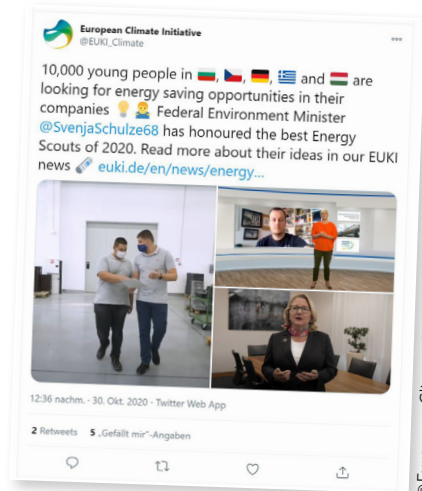 European Climate Initiative
@EUKI_Climate
10,000 young people in 🇧🇬, 🇨🇿, 🇩🇪, 🇬🇷 and 🇭🇺 are
looking for energy saving opportunities in their
companies 💡 👨‍🔧 Federal Environment Minister
@SvenjaSchulze68 has honoured the best Energy
Scouts of 2020. Read more about their ideas in our EUKI
news 🗞️ euki.de/en/news/energy...
12:36 nachm. · 30. Okt. 2020 · Twitter Web App
2 Retweets 5 „Gefällt mir“-Angaben